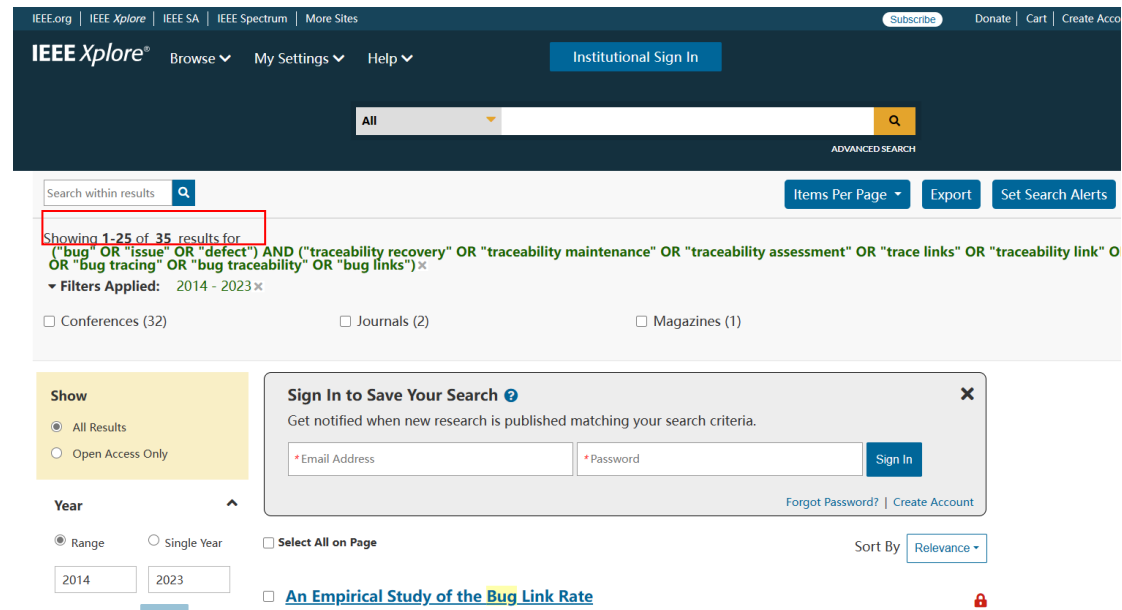 IEEE.org | IEEE Xplore | IEEE SA | IEEE Spectrum | More Sites Subscribe Donate | Cart | Create Acco
IEEE Xplore® Browse My Settings Help Institutional Sign In
All
ADVANCED SEARCH
Search within results Items Per Page Export Set Search Alerts
Showing 1-25 of 35 results for
("bug" OR "issue" OR "defect") AND ("traceability recovery" OR "traceability maintenance" OR "traceability assessment" OR "trace links" OR "traceability link" O
OR "bug tracing" OR "bug traceability" OR "bug links") ×
Filters Applied: 2014 - 2023 ×
Conferences (32) Journals (2) Magazines (1)
Show
All Results
Open Access Only
Sign In to Save Your Search
Get notified when new research is published matching your search criteria.
*Email Address *Password Sign In
Forgot Password? | Create Account
Year
Range Single Year
2014 2023
Select All on Page Sort By Relevance
An Empirical Study of the Bug Link Rate